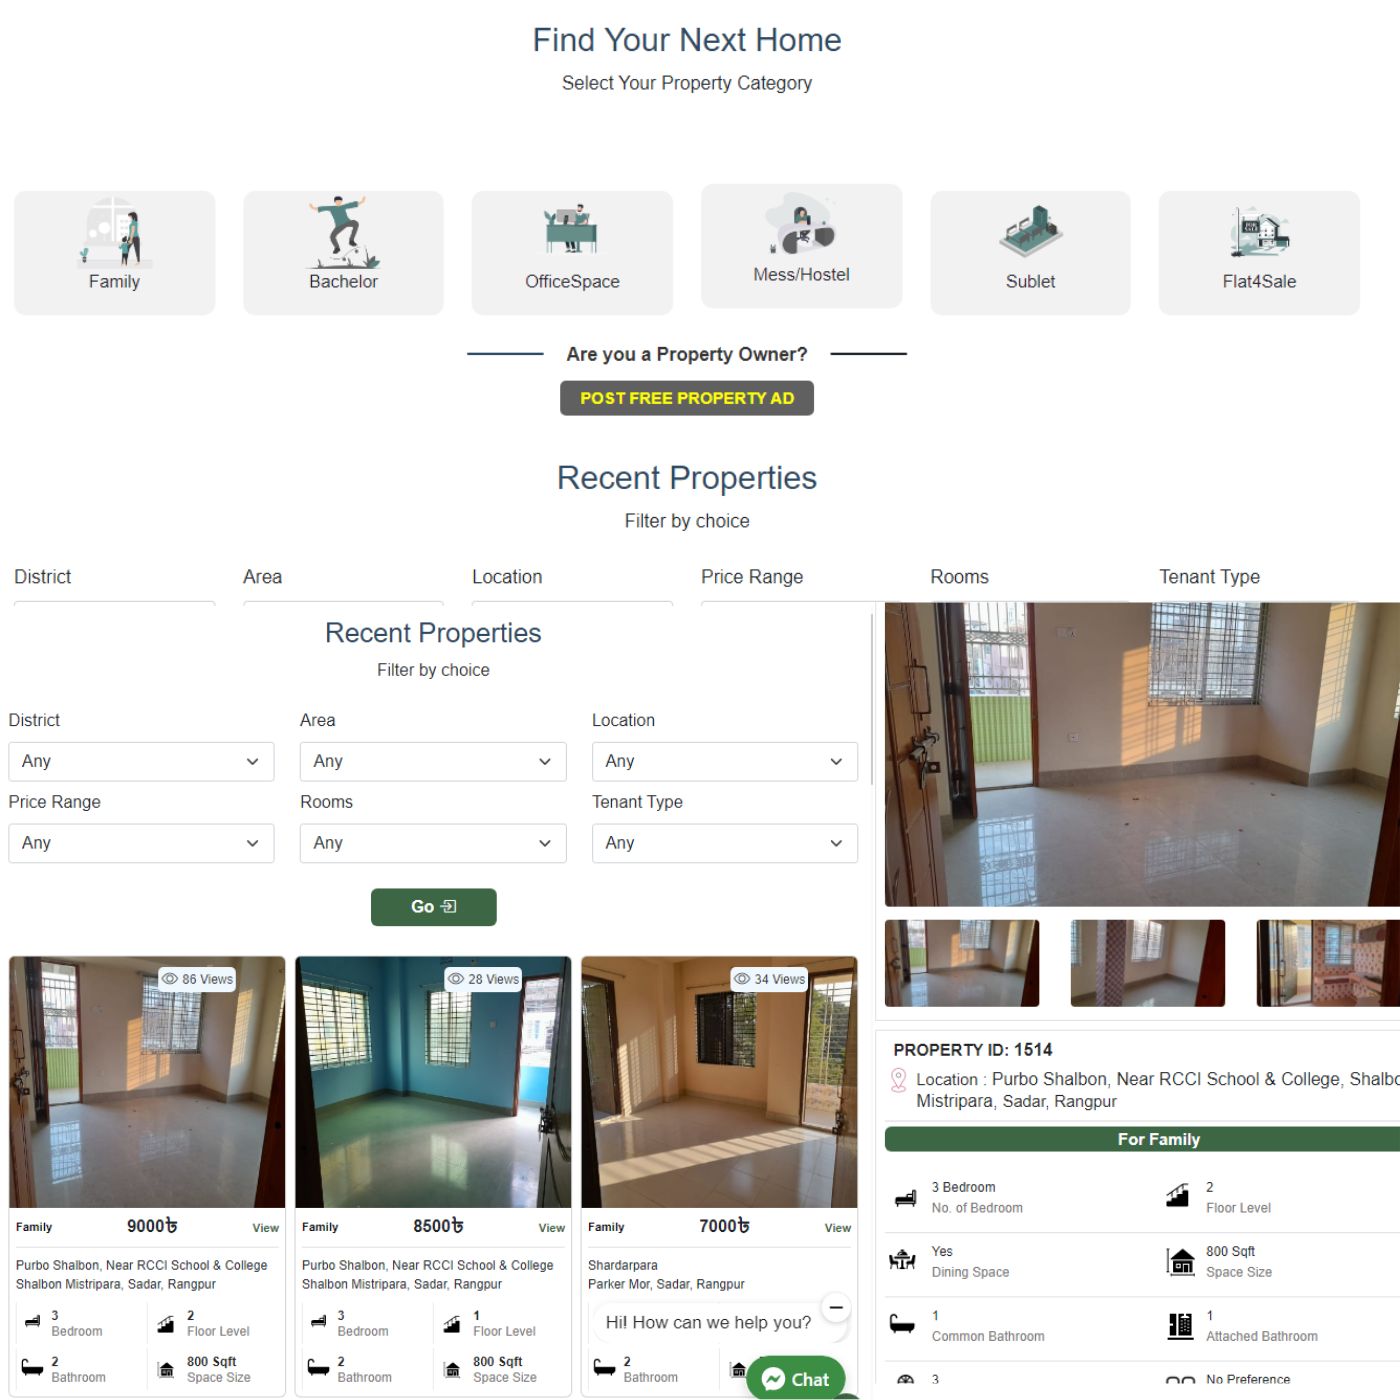 Find Your Next Home
Select Your Property Category
Family
Bachelor
OfficeSpace
Mess/Hostel
Sublet
Flat4Sale
Are you a Property Owner?
POST FREE PROPERTY AD
Recent Properties
Filter by choice
District
Area
Location
Price Range
Rooms
Tenant Type
Recent Properties
Filter by choice
District
Area
Location
Any
Any
Any
Price Range
Rooms
Tenant Type
Any
Any
Any
Go
86 Views
28 Views
34 Views
Family 9000৳ View
Purbo Shalbon, Near RCCI School & College
Shalbon Mistripara, Sadar, Rangpur
3
Bedroom
2
Floor Level
2
Bathroom
800 Sqft
Space Size
Family 8500৳ View
Purbo Shalbon, Near RCCI School & College
Shalbon Mistripara, Sadar, Rangpur
3
Bedroom
1
Floor Level
2
Bathroom
800 Sqft
Space Size
Family 7000৳ View
Shardarpara
Parker Mor, Sadar, Rangpur
Hi! How can we help you?
2
Bathroom
Chat
PROPERTY ID: 1514
Location : Purbo Shalbon, Near RCCI School & College, Shalbo
Mistripara, Sadar, Rangpur
For Family
3 Bedroom
No. of Bedroom
2
Floor Level
Yes
Dining Space
800 Sqft
Space Size
1
Common Bathroom
1
Attached Bathroom
3
No Preference